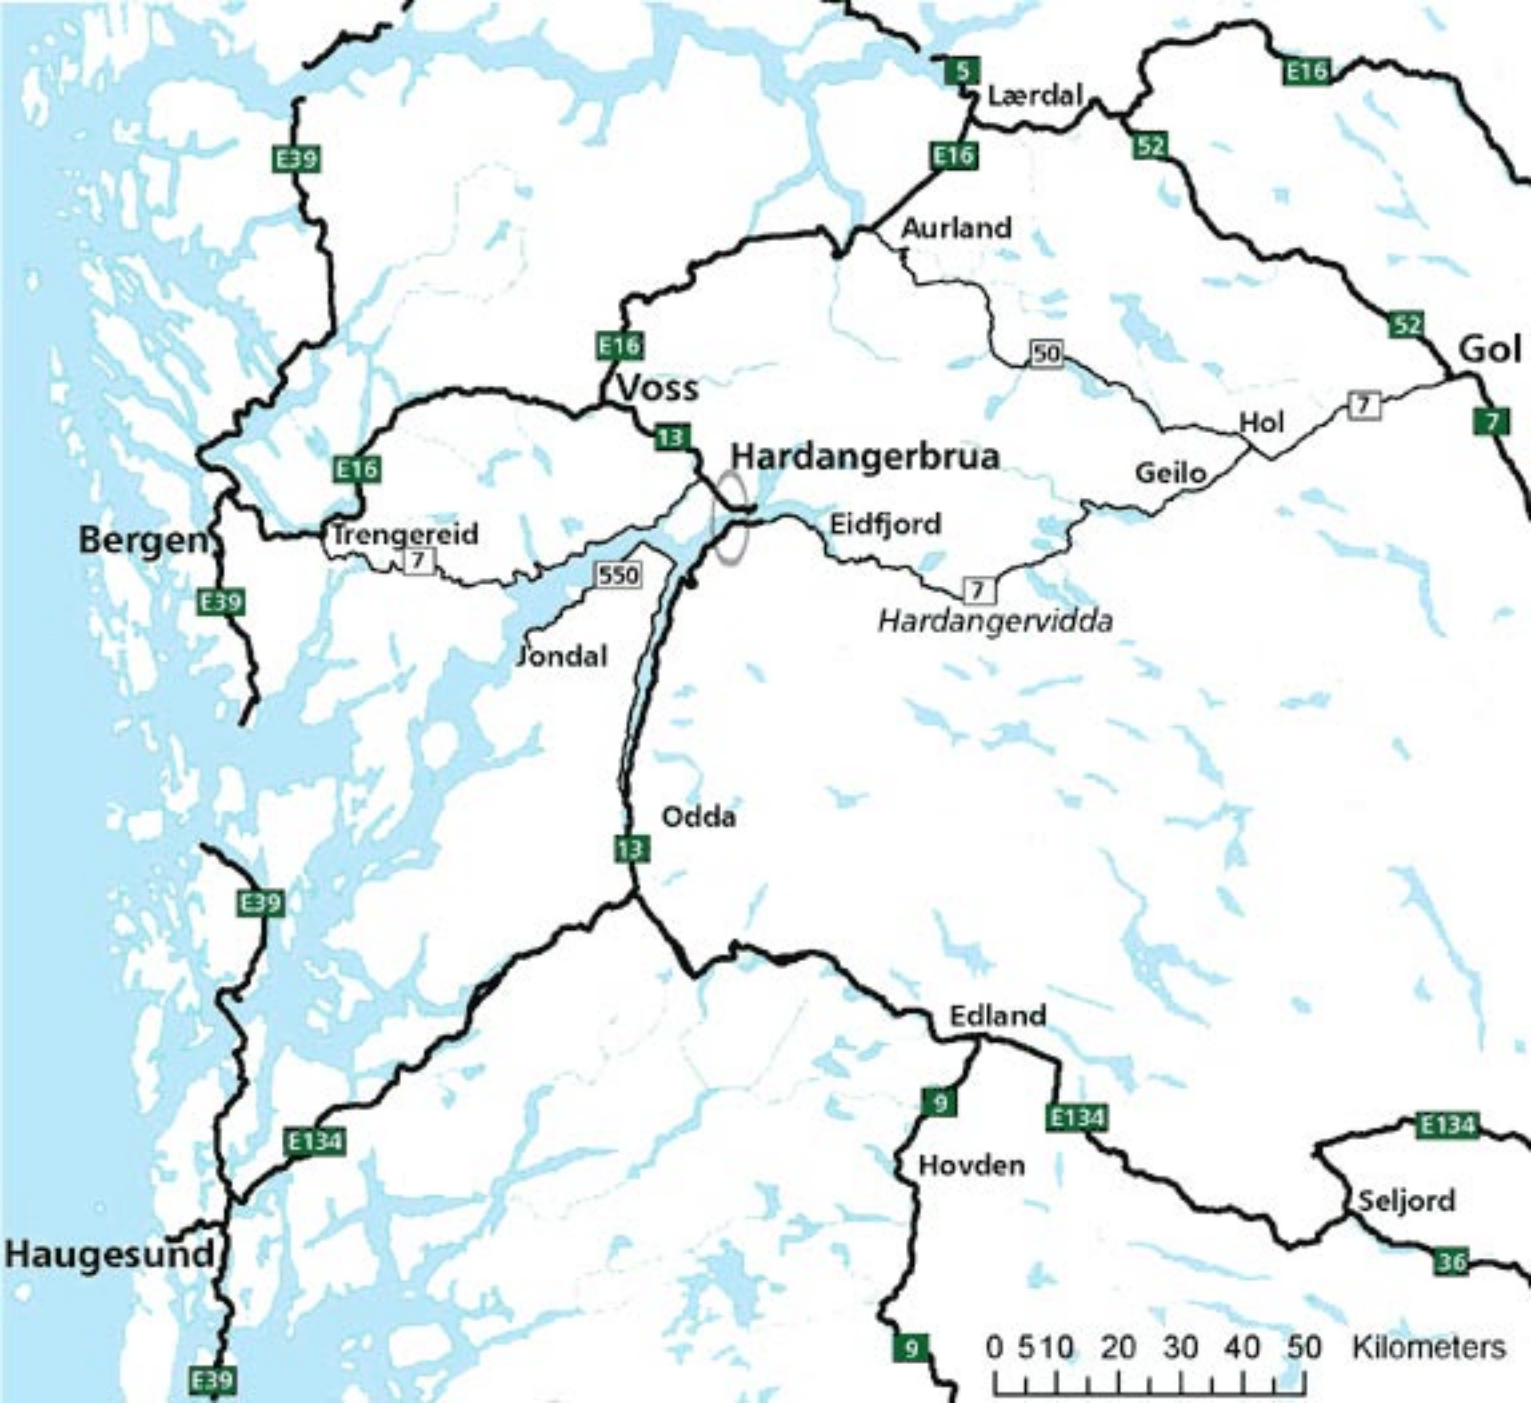 5
Lærdal
E16
E39
E16
52
Aurland
E16
52
50
Gol
Voss
7
13
Hol
7
Hardangerbrua
E16
Geilo
Bergen
Trengereid
Eidfjord
7
550
7
E39
Hardangervidda
Jondal
Odda
13
E39
Edland
9
E134
E134
E134
Hovden
Seljord
Haugesund
36
9
0 5 10 20 30 40 50 Kilometers
E39